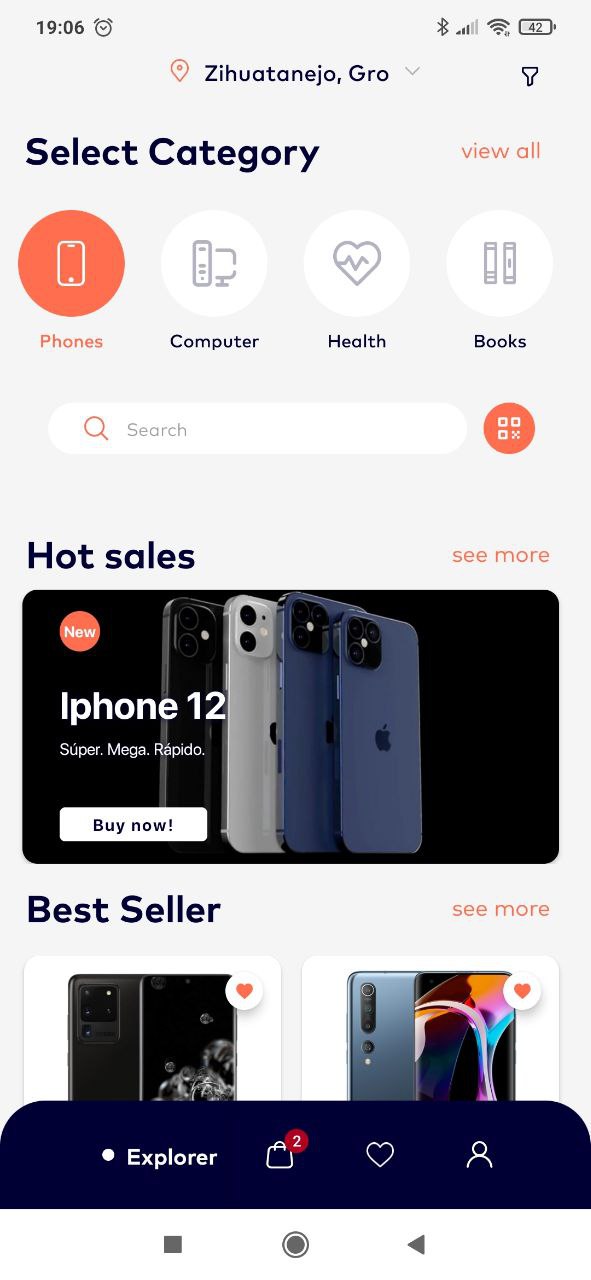 19:06
42
Zihuatanejo, Gro
Select Category
view all
Phones
Computer
Health
Books
Search
Hot sales
see more
New
Iphone 12
Súper. Mega. Rápido.
Buy now!
Best Seller
see more
Explorer
2